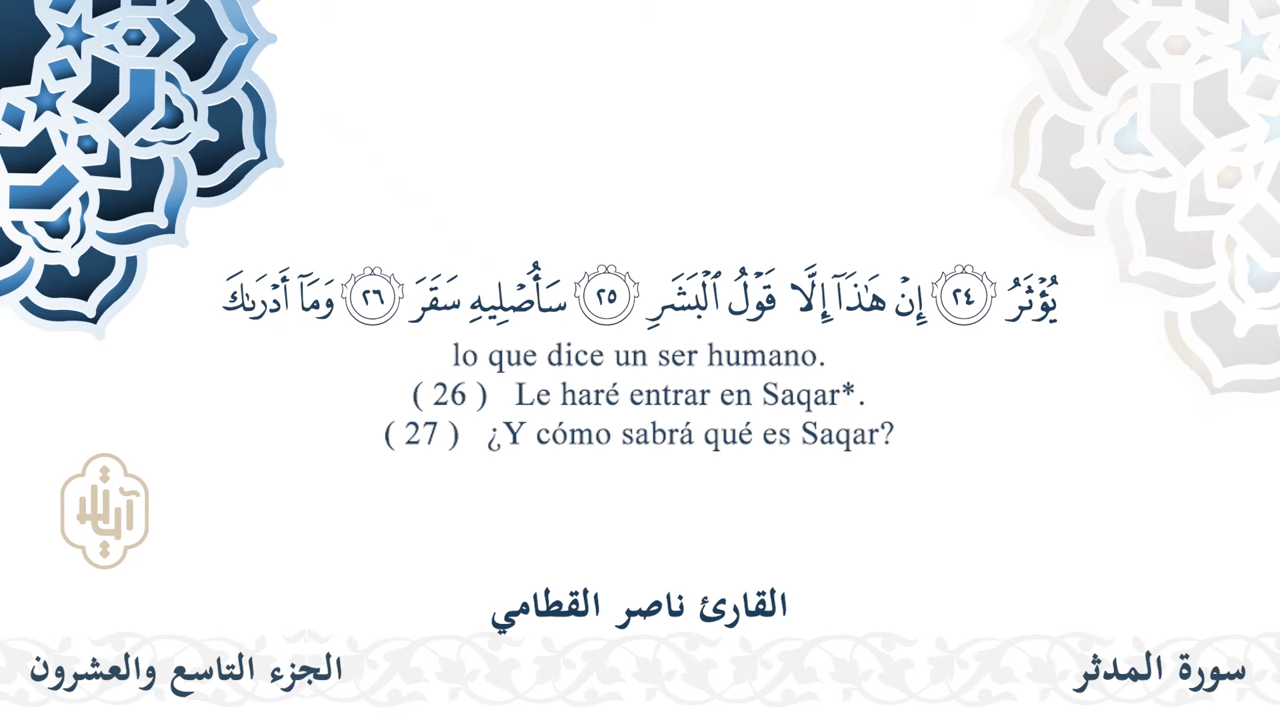 يُؤۡثَرُ ٢٤ إِنۡ هَٰذَآ إِلَّا قَوۡلُ ٱلۡبَشَرِ ٢٥ سَأُصۡلِيهِ سَقَرَ ٢٦ وَمَآ أَدۡرَىٰكَ
lo que dice un ser humano.
( 26 ) Le haré entrar en Saqar*.
( 27 ) ¿Y cómo sabrá qué es Saqar?
آيات
القارئ ناصر القطامي
سورة المدثر
الجزء التاسع والعشرون